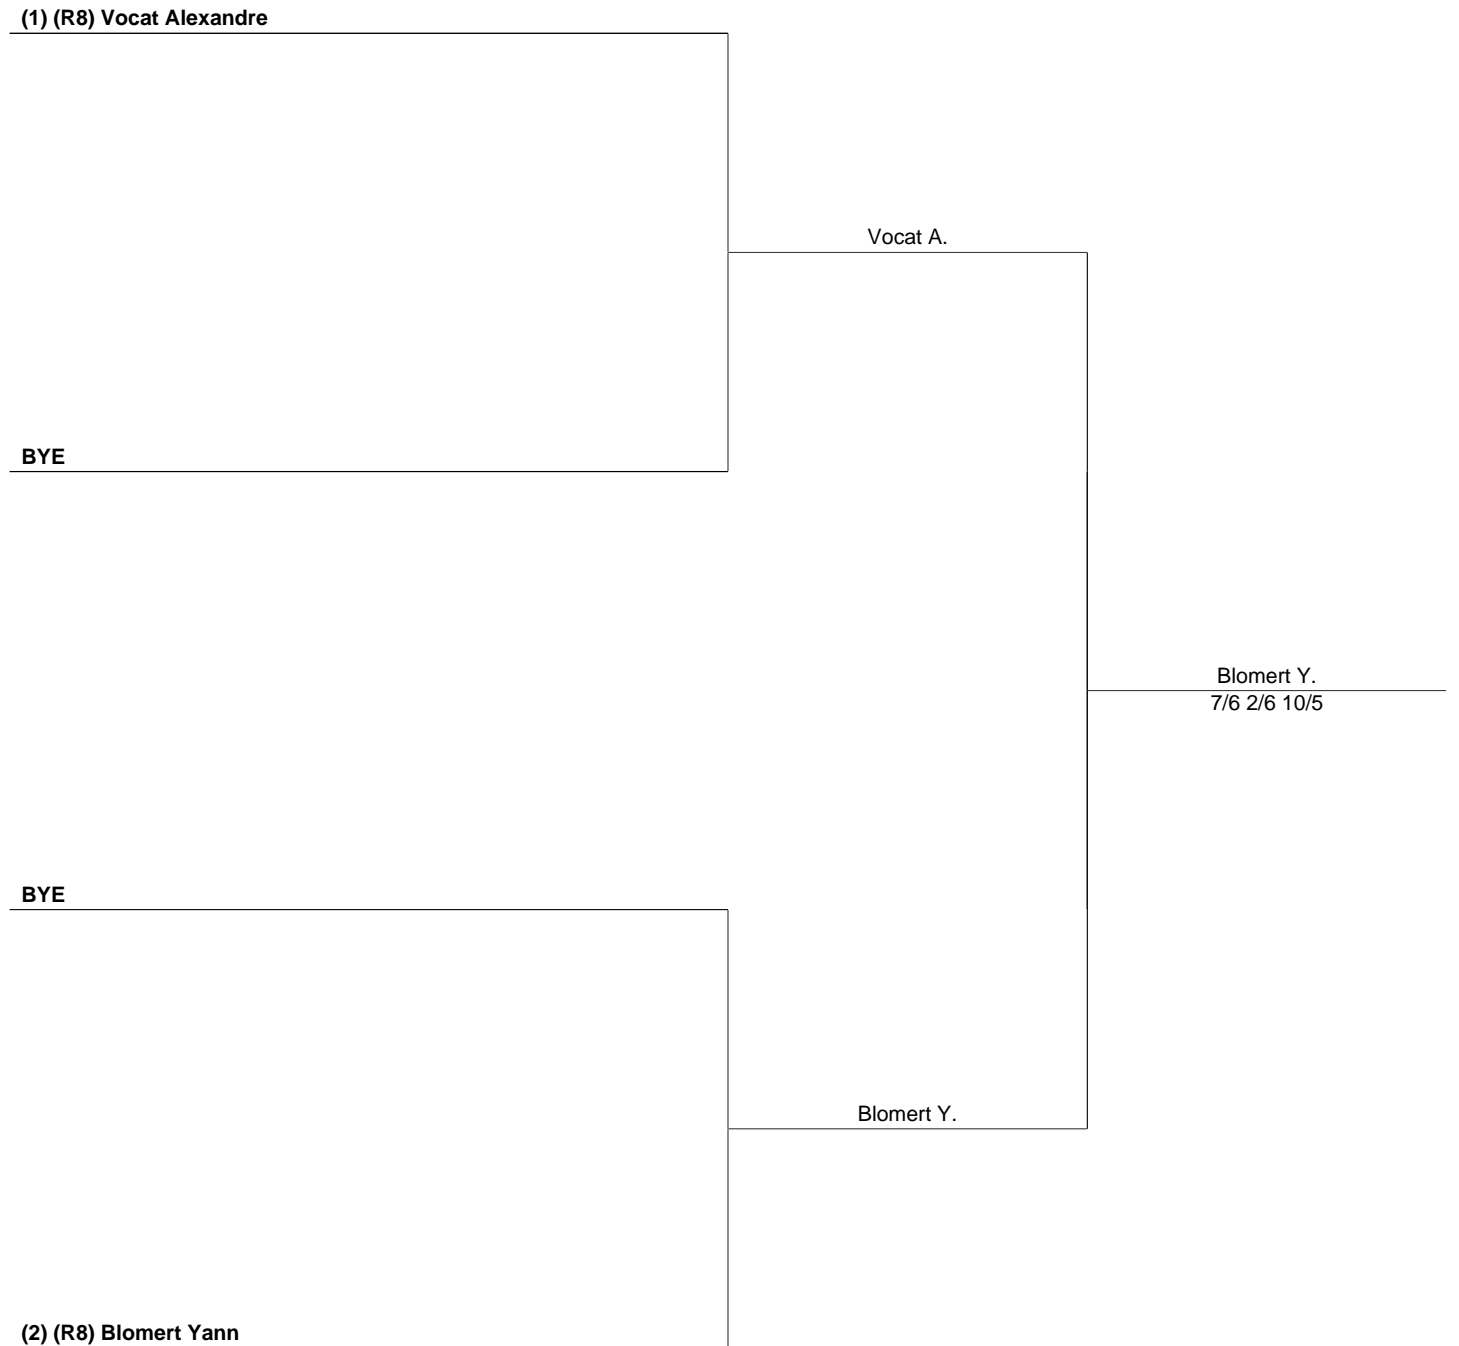 (1) (R8) Vocat Alexandre
Vocat A.
BYE
Blomert Y.
7/6 2/6 10/5
BYE
Blomert Y.
(2) (R8) Blomert Yann